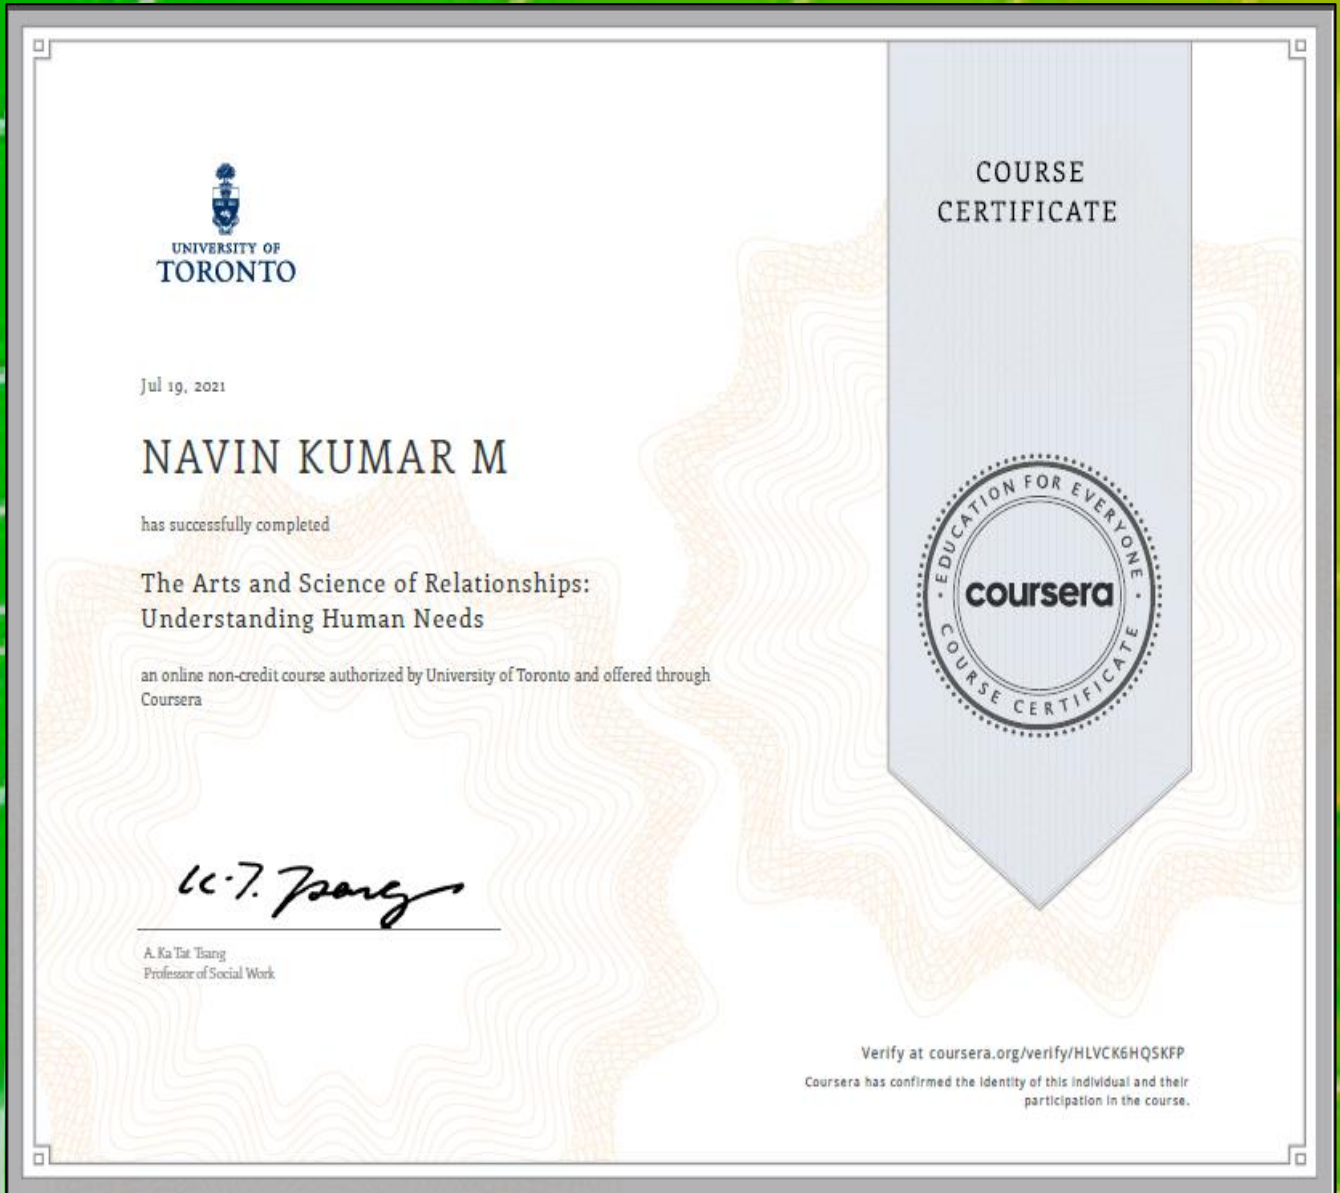 UNIVERSITY OF
TORONTO
COURSE
CERTIFICATE
Jul 19, 2021
NAVIN KUMAR M
has successfully completed
The Arts and Science of Relationships:
Understanding Human Needs
an online non-credit course authorized by University of Toronto and offered through
Coursera
EDUCATION FOR EVERYONE
coursera
COURSE CERTIFICATE
K.T. Tsang
A. Ka Tat Tsang
Professor of Social Work
Verify at coursera.org/verify/HLVCK6HQSKFP
Coursera has confirmed the identity of this individual and their
participation in the course.